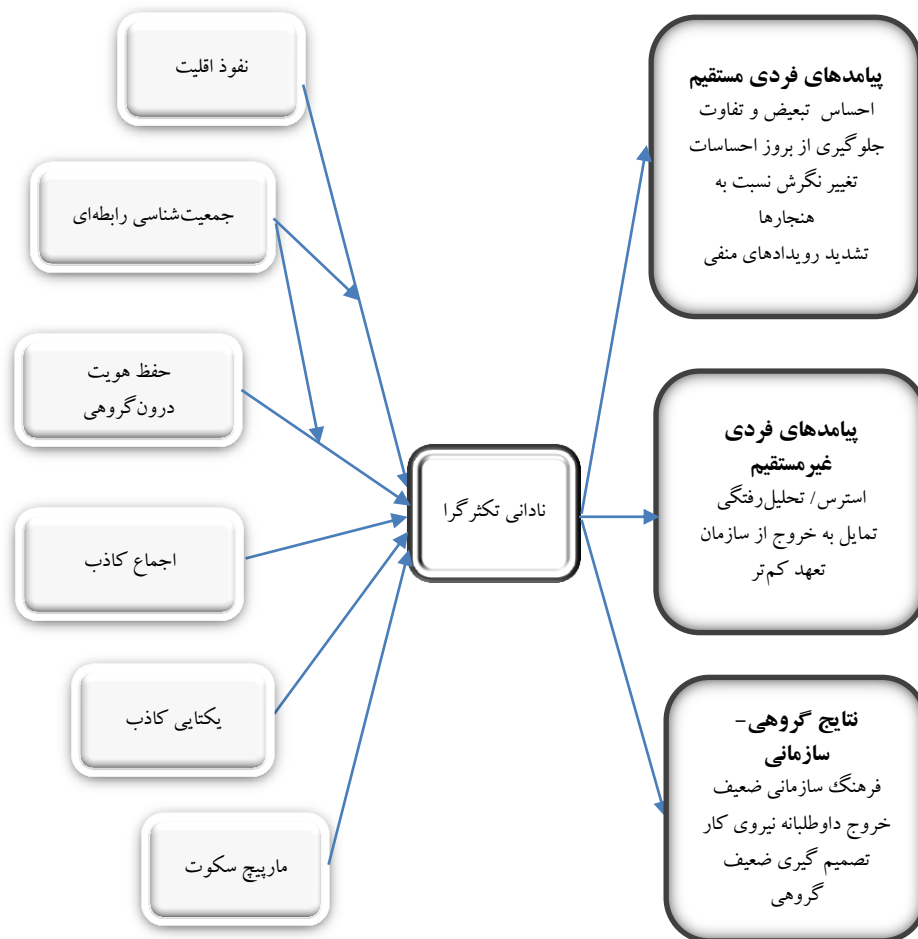 نفوذ اقلیت
جمعیت‌شناسی رابطه‌ای
حفظ هویت
درون‌گروهی
اجماع کاذب
یکتایی کاذب
مارپیچ سکوت
نادانی تکثرگرا
پیامدهای فردی مستقیم
احساس تبعیض و تفاوت
جلوگیری از بروز احساسات
تغییر نگرش نسبت به
هنجارها
تشدید رویدادهای منفی
پیامدهای فردی
غیرمستقیم
استرس/ تحلیل‌رفتگی
تمایل به خروج از سازمان
تعهد کم‌تر
نتایج گروهی-
سازمانی
فرهنگ سازمانی ضعیف
خروج داوطلبانه نیروی کار
تصمیم گیری ضعیف
گروهی